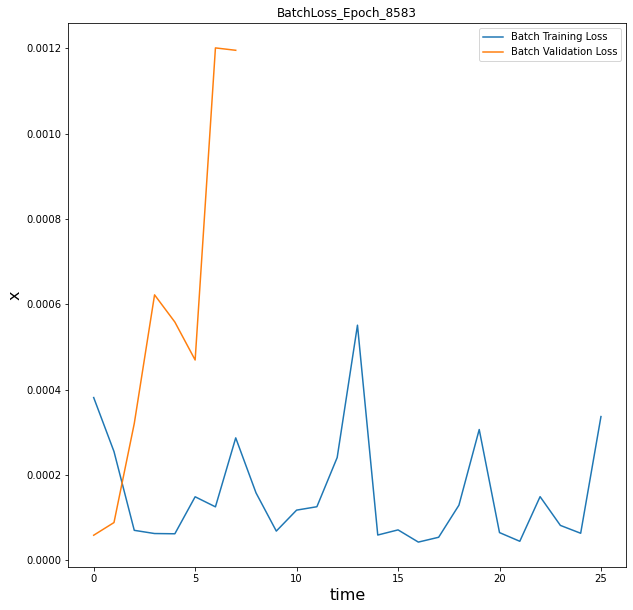 BatchLoss_Epoch_8583
Batch Training Loss
Batch Validation Loss
0.0012
0.0010
0.0008
0.0006
0.0004
0.0002
0.0000
x
0 5 10 15 20 25
time